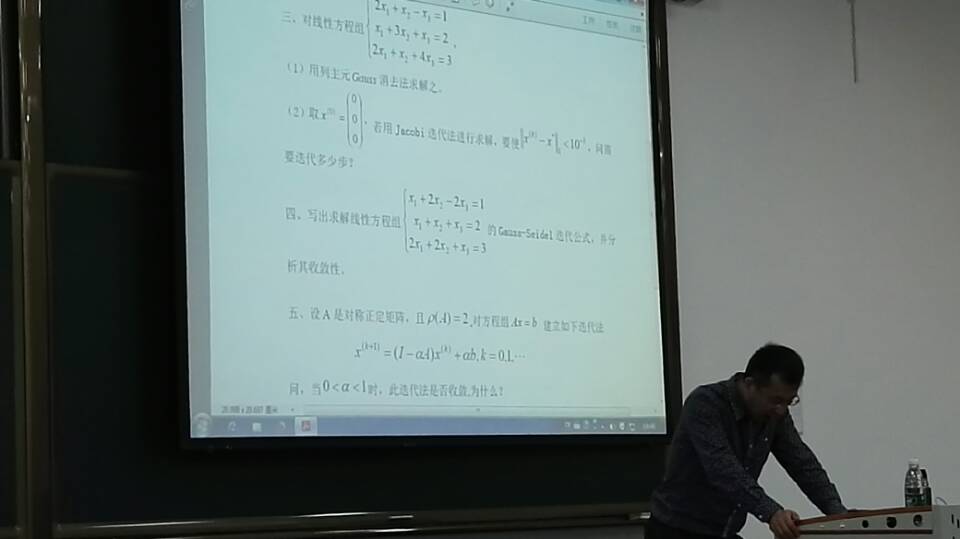 三、对线性方程组 2x₁+x₂-x₃=1
x₁+3x₂+x₃=2,
2x₁+x₂+4x₃=3
(1)用列主元Gauss消去法求解之。
(2)取x⁽⁰⁾=(0 0 0),若用Jacobi迭代法进行求解,要使‖x⁽ᵏ⁾-x*‖<10⁻³,问需
要迭代多少步?
四、写出求解线性方程组 x₁+2x₂-2x₃=1
x₁+x₂+x₃=2 的Gauss-Seidel迭代公式,并分
2x₁+2x₂+x₃=3
析其收敛性。
五、设A是对称正定矩阵,且ρ(A)=2,对方程组Ax=b 建立如下迭代法
x⁽ᵏ⁺¹⁾=(I-αA)x⁽ᵏ⁾+αb,k=0,1,⋯
问,当0<α<1时,此迭代法是否收敛,为什么?